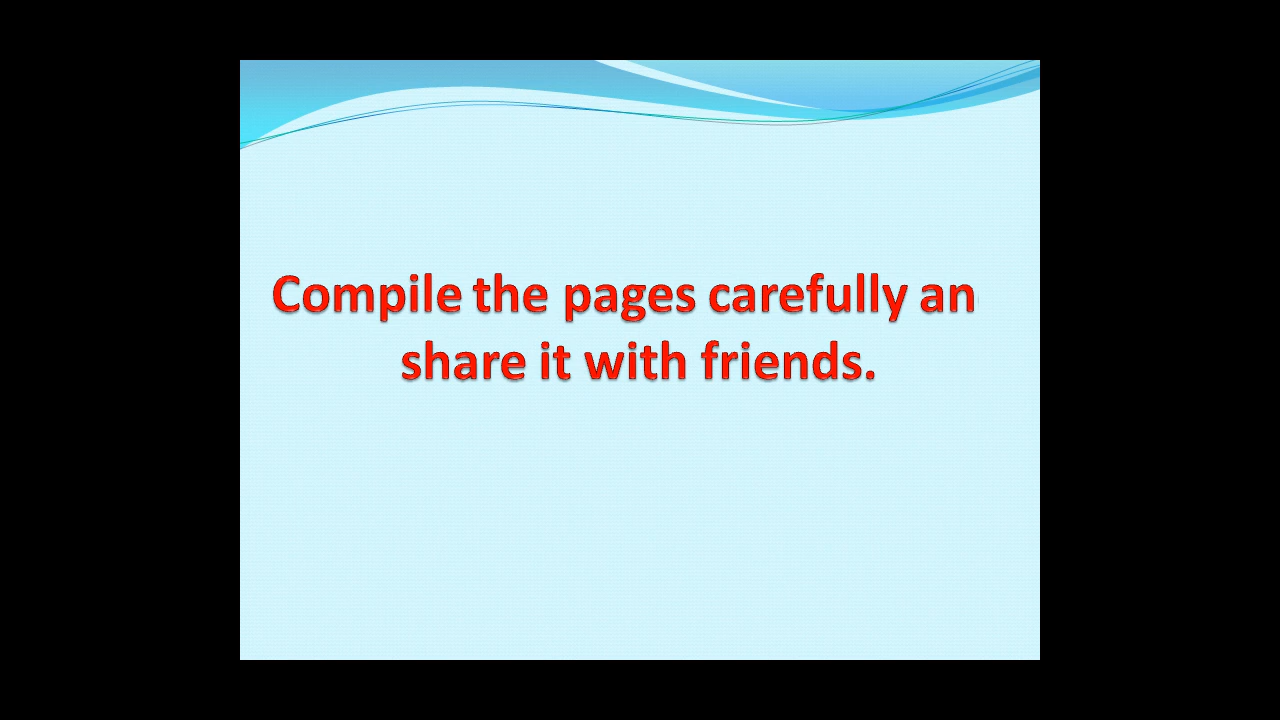 Compile the pages carefully an
share it with friends.